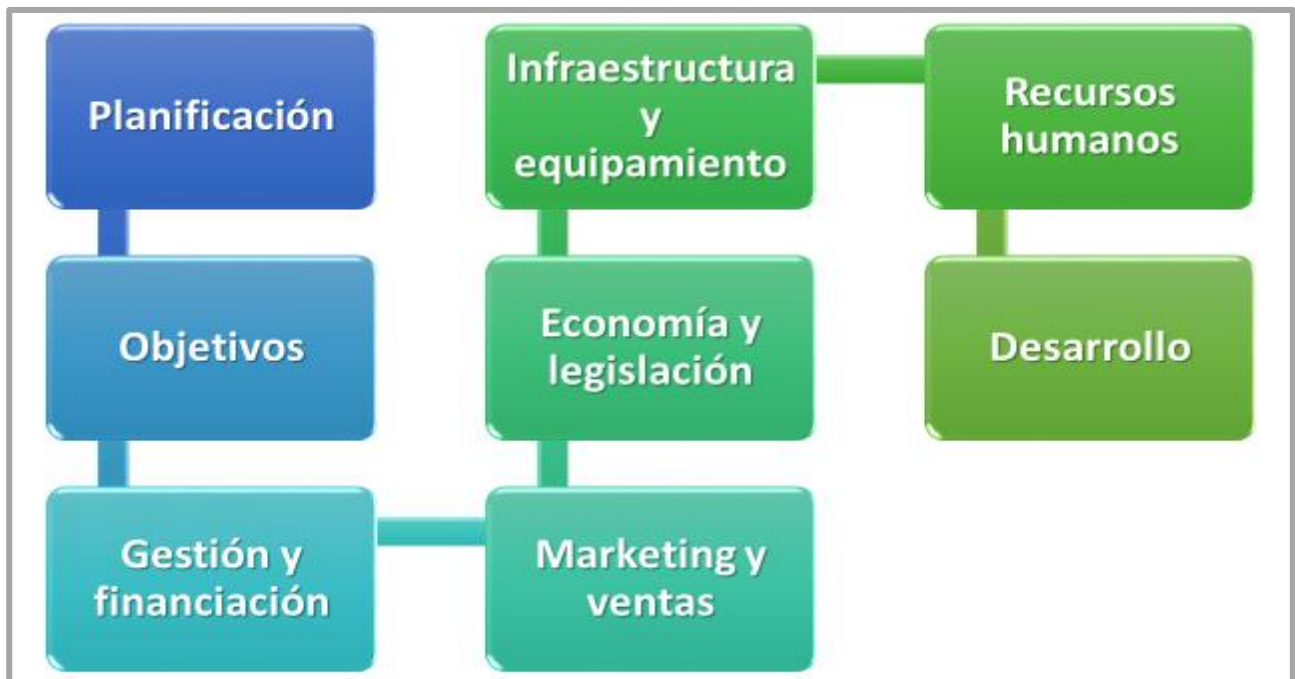 Planificación
Objetivos
Gestión y
financiación
Marketing y
ventas
Economía y
legislación
Infraestructura
y
equipamiento
Recursos
humanos
Desarrollo